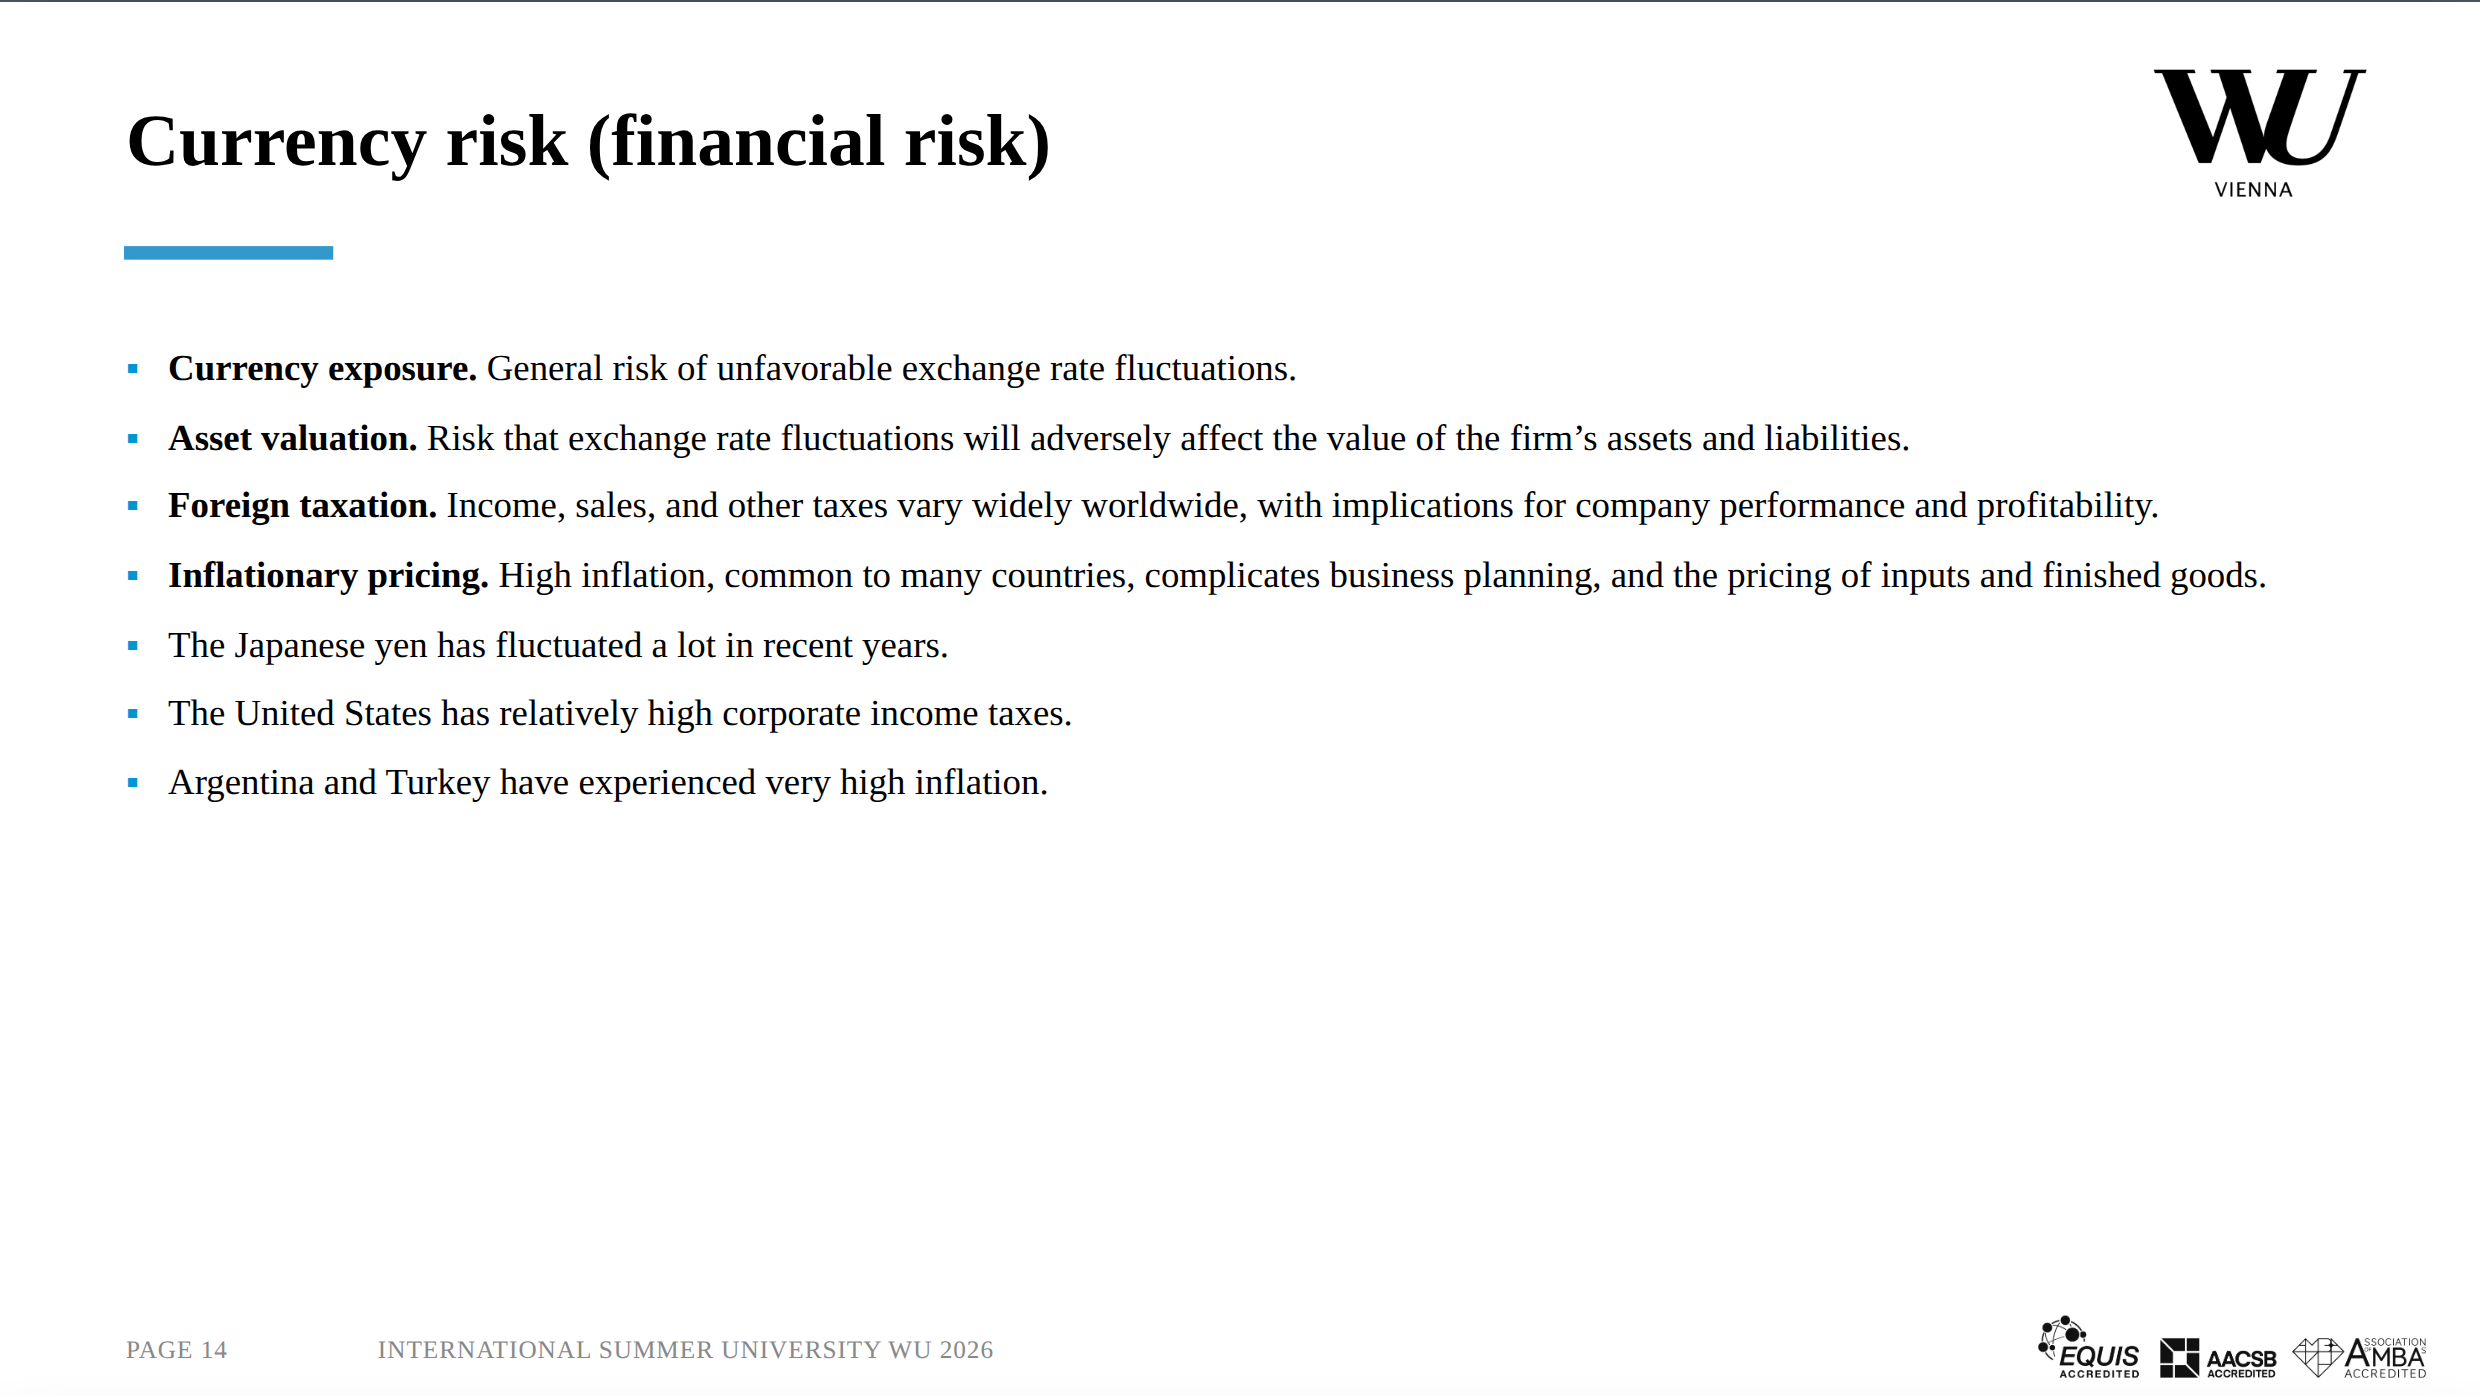 Currency risk (financial risk)
WU
VIENNA
▪ Currency exposure. General risk of unfavorable exchange rate fluctuations.
▪ Asset valuation. Risk that exchange rate fluctuations will adversely affect the value of the firm’s assets and liabilities.
▪ Foreign taxation. Income, sales, and other taxes vary widely worldwide, with implications for company performance and profitability.
▪ Inflationary pricing. High inflation, common to many countries, complicates business planning, and the pricing of inputs and finished goods.
▪ The Japanese yen has fluctuated a lot in recent years.
▪ The United States has relatively high corporate income taxes.
▪ Argentina and Turkey have experienced very high inflation.
PAGE 14 INTERNATIONAL SUMMER UNIVERSITY WU 2026
EQUIS
ACCREDITED
AACSB
ACCREDITED
ASSOCIATION
OF
AMBAs
ACCREDITED